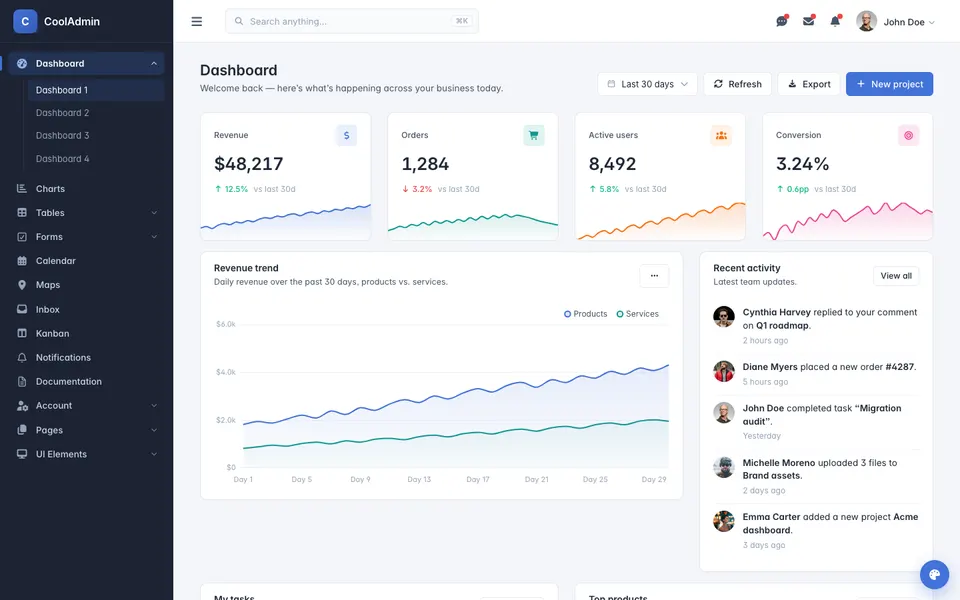 C CoolAdmin
Search anything...
⌘K
John Doe
Dashboard
Dashboard 1
Dashboard 2
Dashboard 3
Dashboard 4
Charts
Tables
Forms
Calendar
Maps
Inbox
Kanban
Notifications
Documentation
Account
Pages
UI Elements
Dashboard
Welcome back — here's what's happening across your business today.
Last 30 days
Refresh
Export
+ New project
Revenue
$
$48,217
↑ 12.5% vs last 30d
Orders
1,284
↓ 3.2% vs last 30d
Active users
8,492
↑ 5.8% vs last 30d
Conversion
3.24%
↑ 0.6pp vs last 30d
Revenue trend
Daily revenue over the past 30 days, products vs. services.
...
Products Services
$6.0k
$4.0k
$2.0k
$0
Day 1 Day 5 Day 9 Day 13 Day 17 Day 21 Day 25 Day 29
Recent activity
Latest team updates.
View all
Cynthia Harvey replied to your comment
on Q1 roadmap.
2 hours ago
Diane Myers placed a new order #4287.
5 hours ago
John Doe completed task “Migration
audit”.
Yesterday
Michelle Moreno uploaded 3 files to
Brand assets.
2 days ago
Emma Carter added a new project Acme
dashboard.
3 days ago
My tasks
Top products